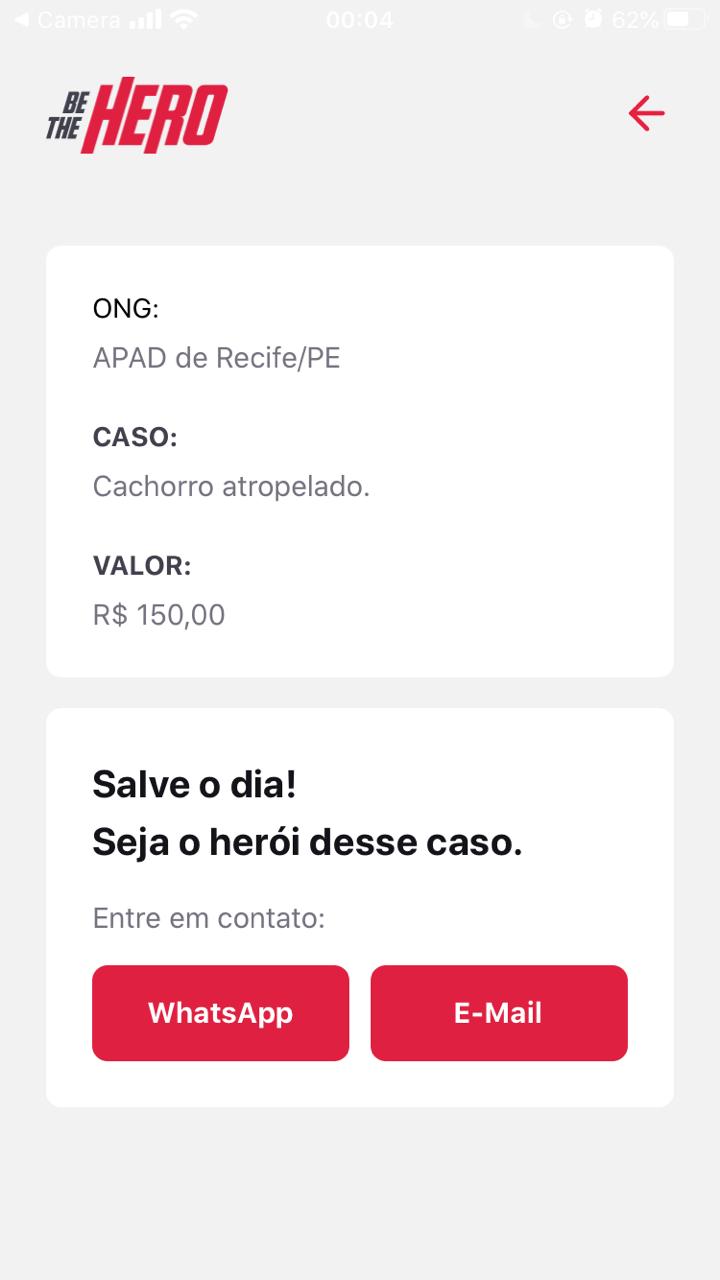 Camera 00:04 62%
BE THE HERO
ONG:
APAD de Recife/PE
CASO:
Cachorro atropelado.
VALOR:
R$ 150,00
Salve o dia!
Seja o herói desse caso.
Entre em contato:
WhatsApp E-Mail